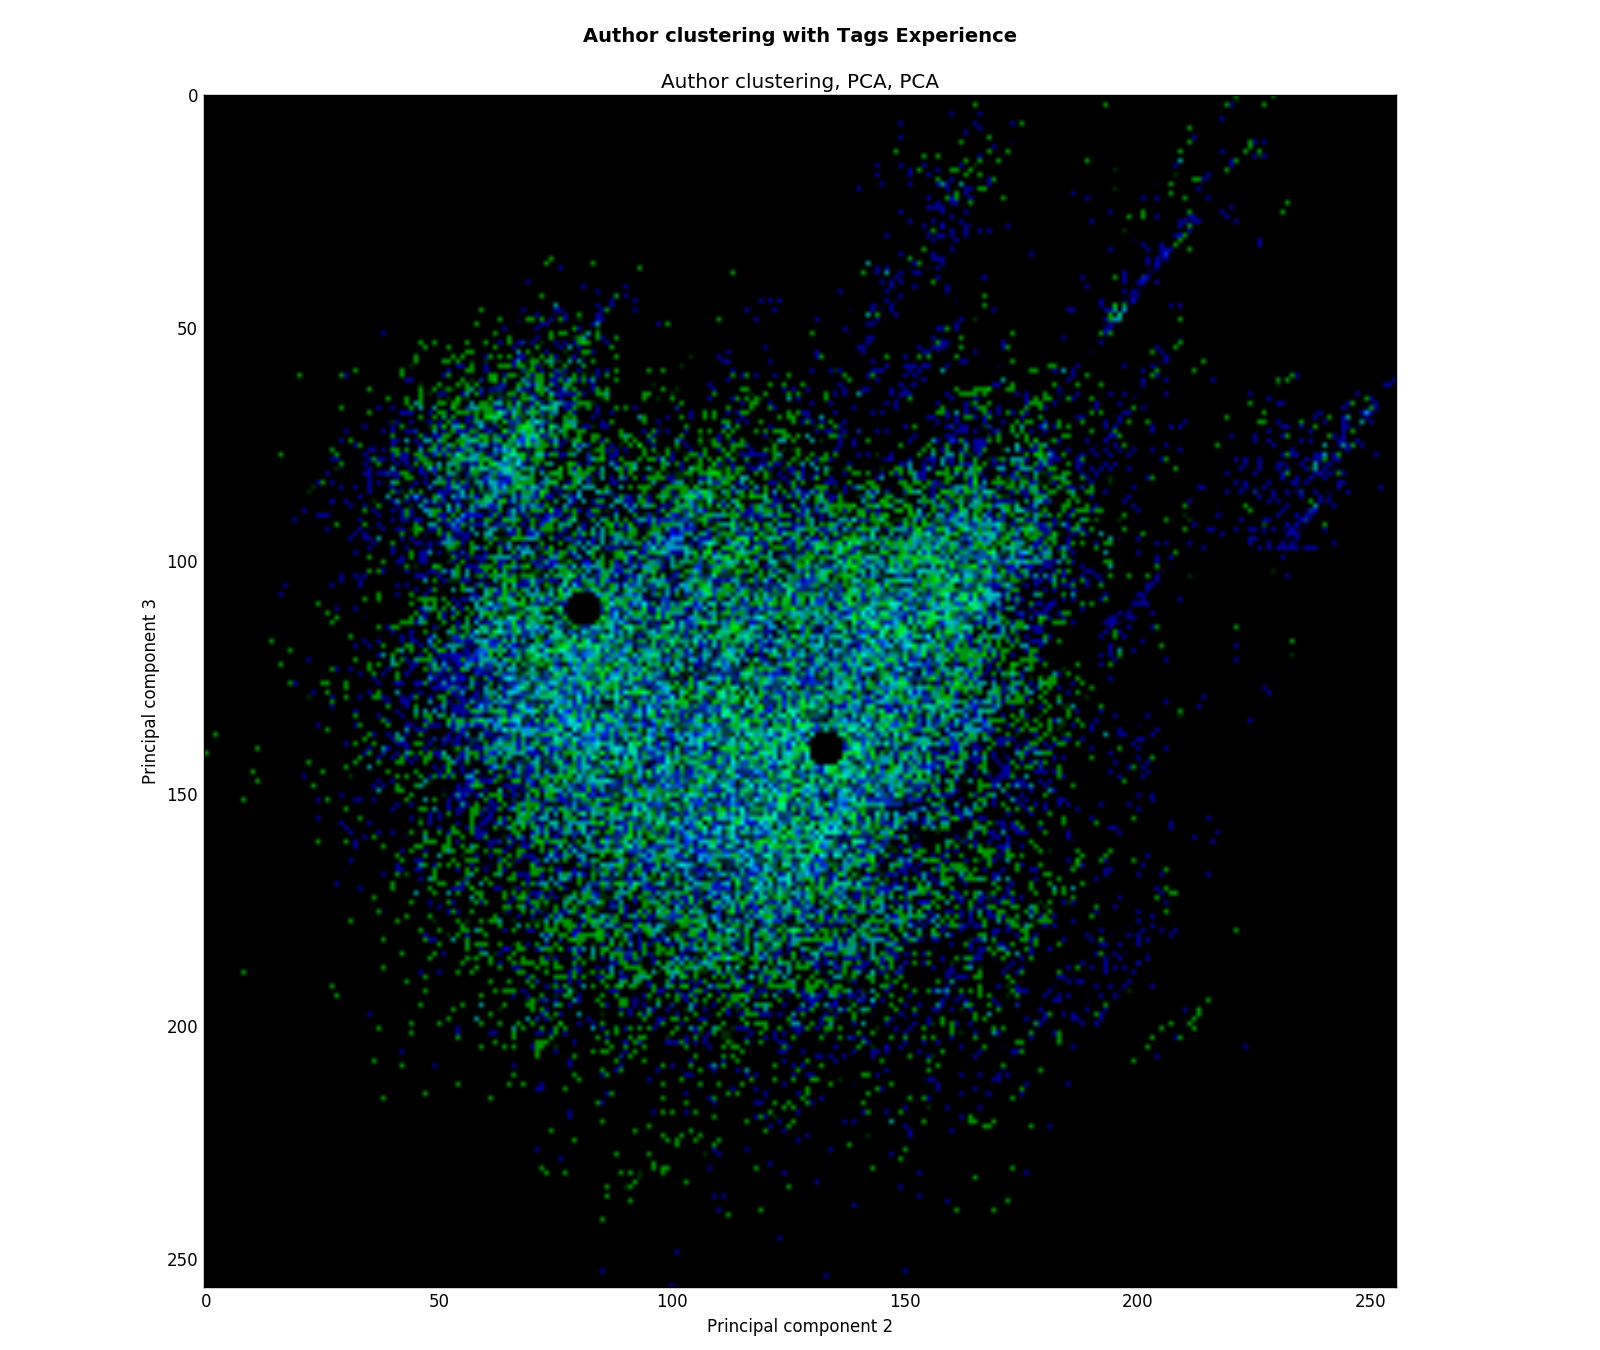 Author clustering with Tags Experience
Author clustering, PCA, PCA
0
50
100
150
200
250
Principal component 3
0 50 100 150 200 250
Principal component 2